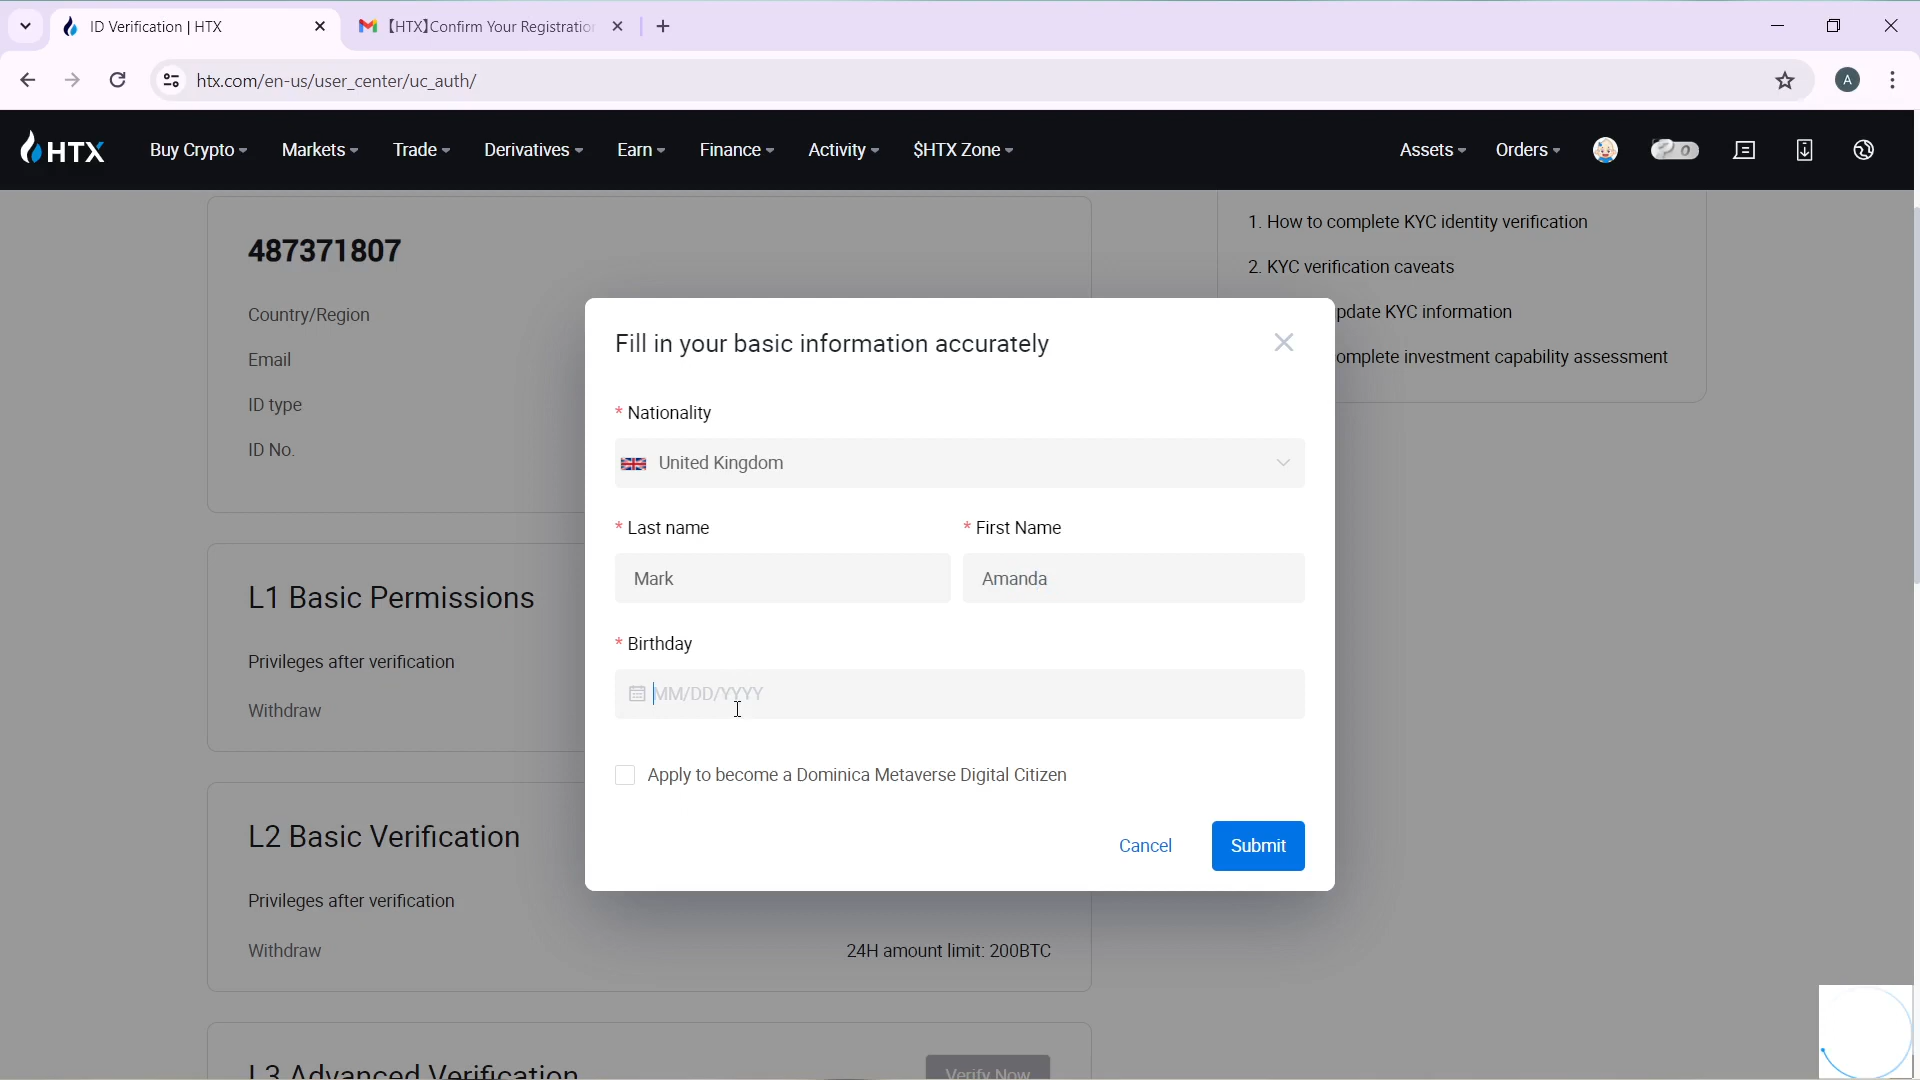 ID Verification | HTX
【HTX】Confirm Your Registration
htx.com/en-us/user_center/uc_auth/
A
HTX
Buy Crypto
Markets
Trade
Derivatives
Earn
Finance
Activity
$HTX Zone
Assets
Orders
0
487371807
Country/Region
Email
ID type
ID No.
1. How to complete KYC identity verification
2. KYC verification caveats
pdate KYC information
omplete investment capability assessment
Fill in your basic information accurately
* Nationality
United Kingdom
* Last name
* First Name
Mark
Amanda
* Birthday
MM/DD/YYYY
Apply to become a Dominica Metaverse Digital Citizen
Cancel
Submit
L1 Basic Permissions
Privileges after verification
Withdraw
L2 Basic Verification
Privileges after verification
Withdraw
24H amount limit: 200BTC
L3 Advanced Verification
Verify Now